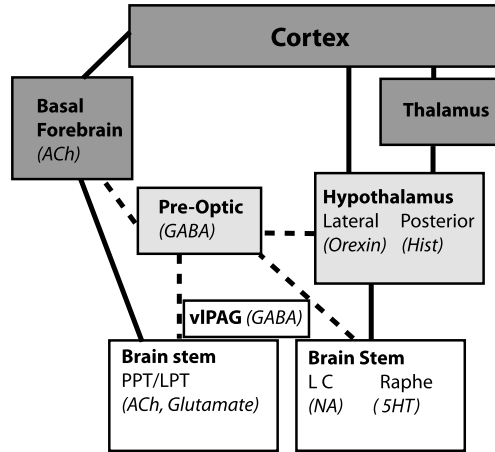 Cortex
Basal
Forebrain
(ACh)
Thalamus
Pre-Optic
(GABA)
Hypothalamus
Lateral Posterior
(Orexin) (Hist)
vlPAG (GABA)
Brain stem
PPT/LPT
(ACh, Glutamate)
Brain Stem
L C Raphe
(NA) ( 5HT)